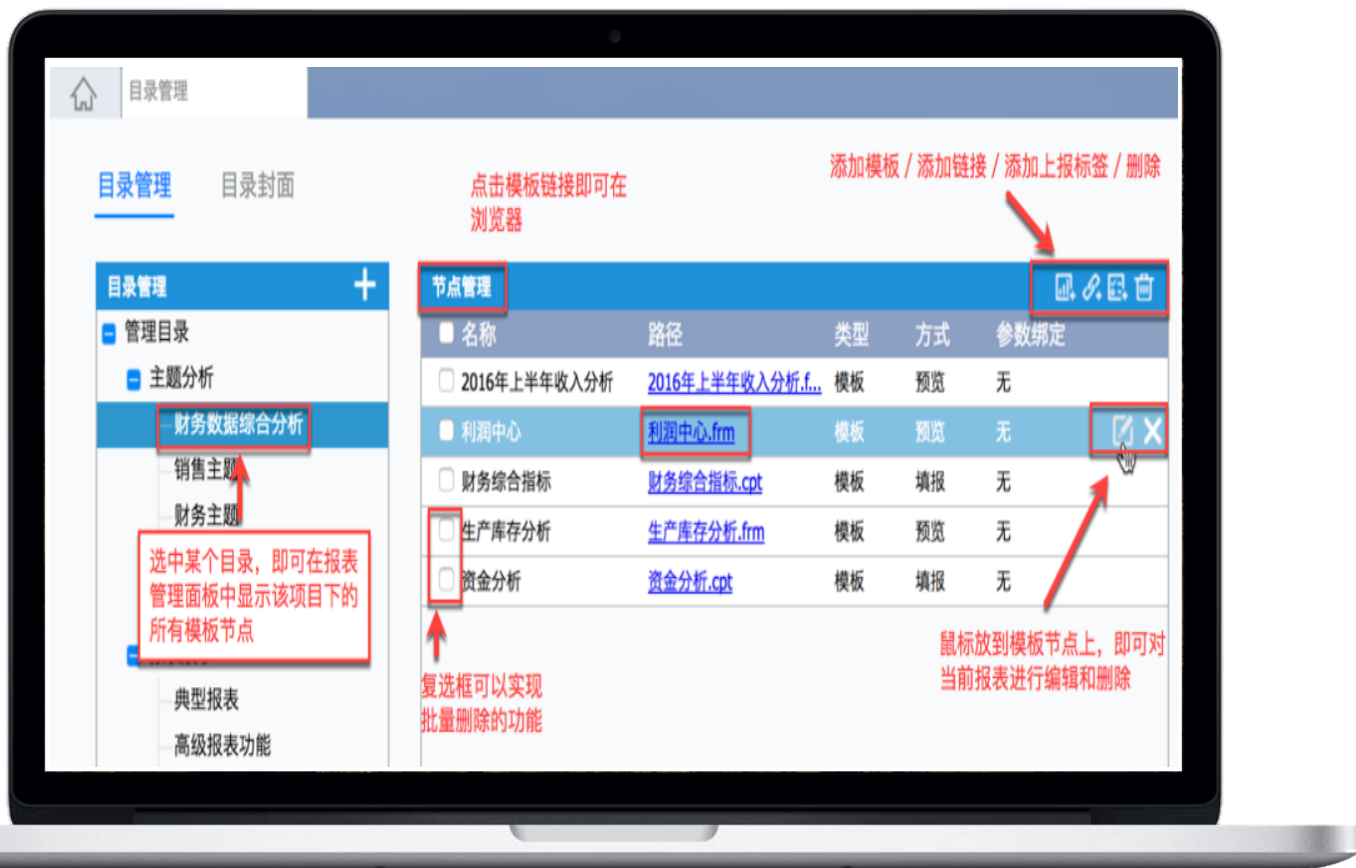 目录管理
目录管理
目录封面
点击模板链接即可在
浏览器
添加模板 / 添加链接 / 添加上报标签 / 删除
目录管理
管理目录
主题分析
财务数据综合分析
销售主题
财务主题
选中某个目录，即可在报表
管理面板中显示该项目下的
所有模板节点
典型报表
高级报表功能
节点管理
名称 路径 类型 方式 参数绑定
2016年上半年收入分析 2016年上半年收入分析.f... 模板 预览 无
利润中心 利润中心.frm 模板 预览 无
财务综合指标 财务综合指标.cpt 模板 填报 无
生产库存分析 生产库存分析.frm 模板 预览 无
资金分析 资金分析.cpt 模板 填报 无
复选框可以实现
批量删除的功能
鼠标放到模板节点上，即可对
当前报表进行编辑和删除